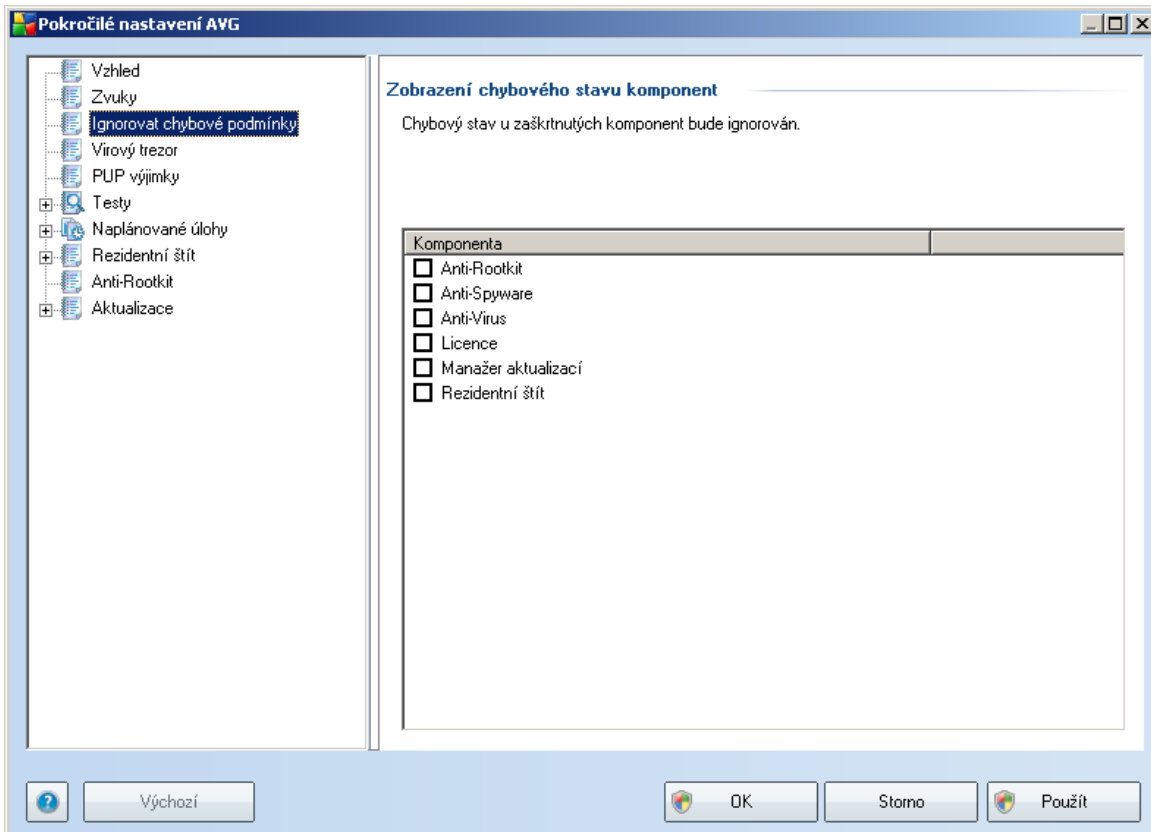 Pokročilé nastavení AVG
Vzhled
Zvuky
Ignorovat chybové podmínky
Virový trezor
PUP výjimky
Testy
Naplánované úlohy
Rezidentní štít
Anti-Rootkit
Aktualizace
Zobrazení chybového stavu komponent
Chybový stav u zaškrtnutých komponent bude ignorován.
Komponenta
Anti-Rootkit
Anti-Spyware
Anti-Virus
Licence
Manažer aktualizací
Rezidentní štít
Výchozí
OK
Storno
Použít